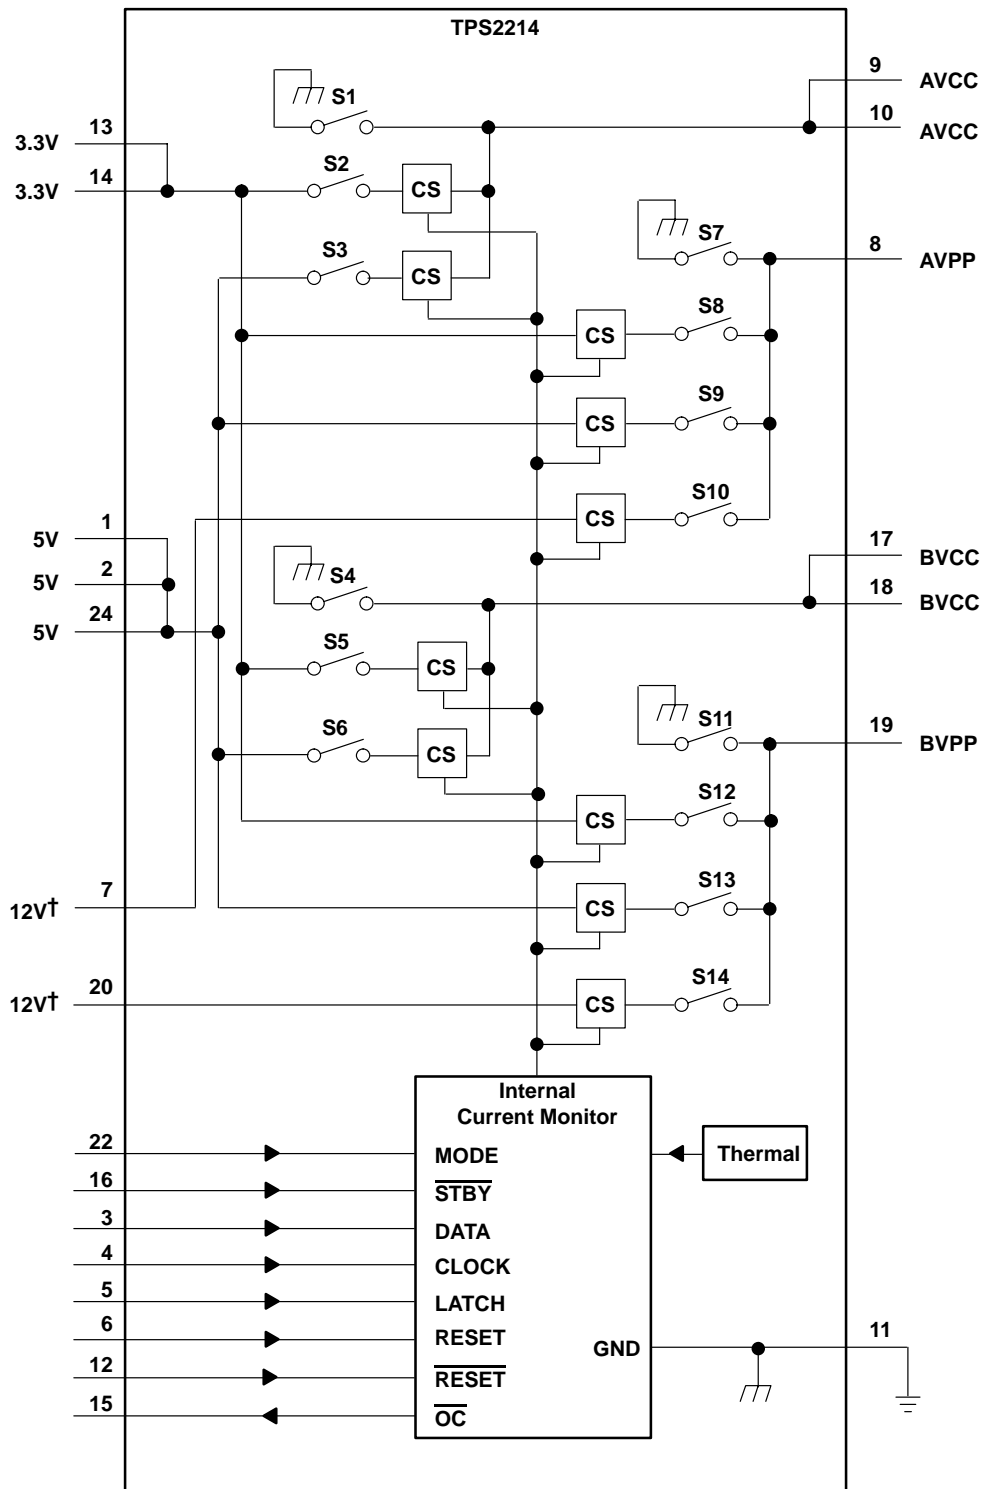 TPS2214
9
AVCC
S1
10
AVCC
13
3.3V
S2
14
3.3V
CS
S7
8
AVPP
S3
CS
S8
CS
S9
CS
S10
1
CS
5V
17
BVCC
2
S4
5V
18
BVCC
24
5V
S5
CS
S11
19
BVPP
S6
CS
S12
CS
7
S13
12V†
CS
20
S14
12V†
CS
Internal
Current Monitor
22
MODE
Thermal
16
STBY
3
DATA
4
CLOCK
5
LATCH
6
RESET
GND
11
12
RESET
15
OC